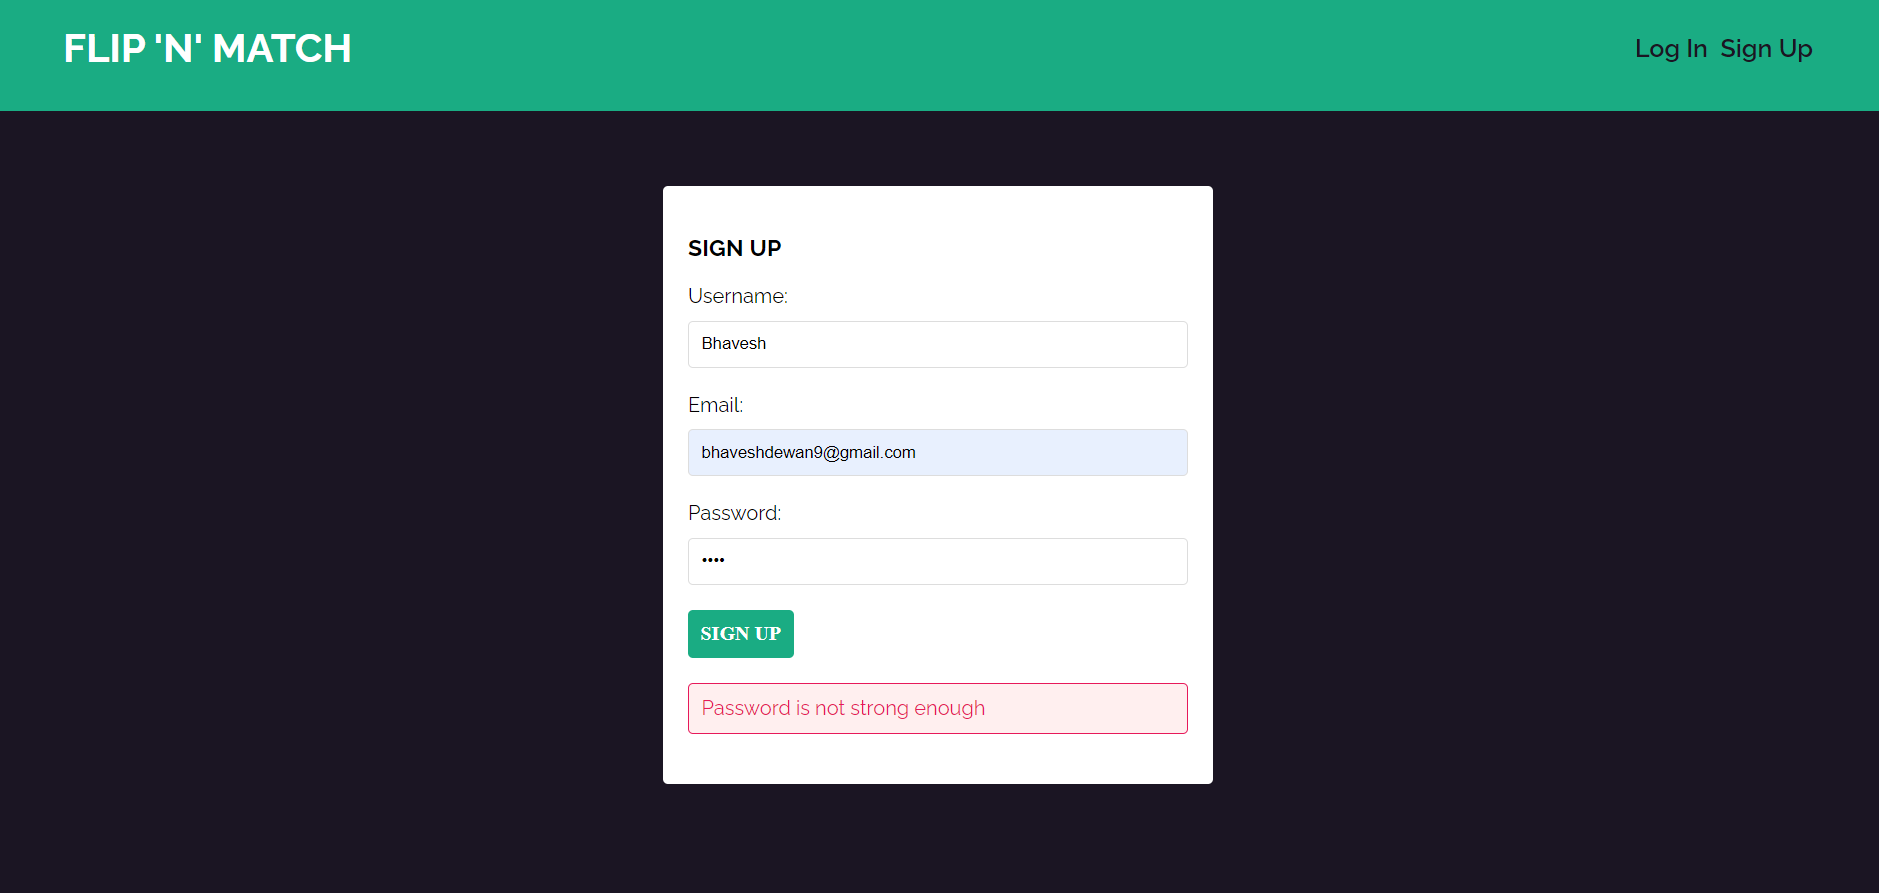 FLIP 'N' MATCH
Log In Sign Up
SIGN UP
Username:
Bhavesh
Email:
bhaveshdewan9@gmail.com
Password:
••••
SIGN UP
Password is not strong enough